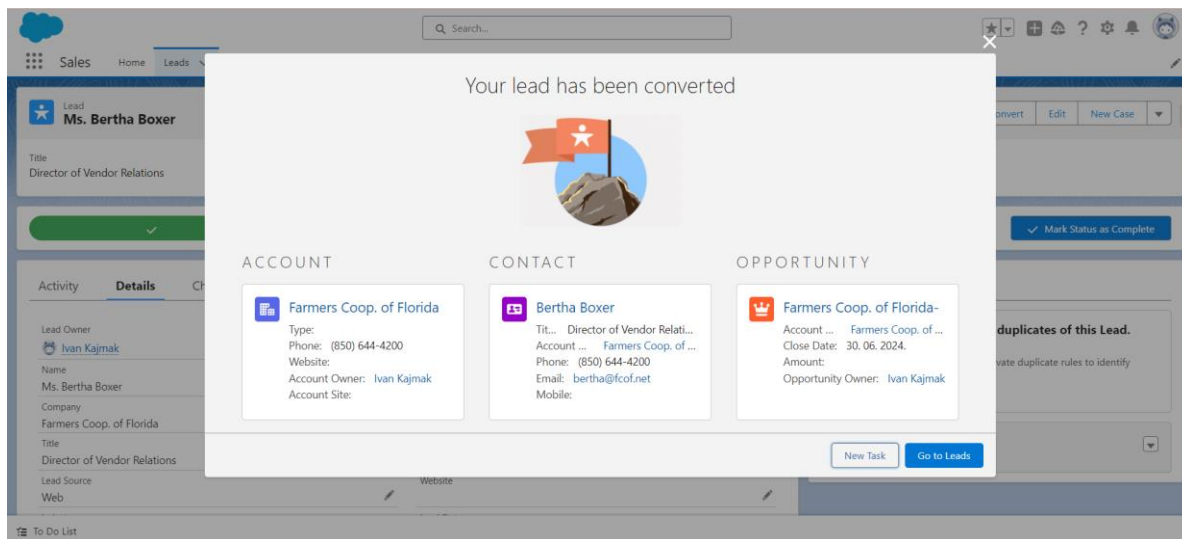 Search...
Sales Home Leads
Lead
Ms. Bertha Boxer
Edit New Case
Title
Director of Vendor Relations
Mark Status as Complete
Activity Details
Lead Owner
Ivan Kajmak
Name
Ms. Bertha Boxer
Company
Farmers Coop. of Florida
Title
Director of Vendor Relations
Lead Source
Web
Website
duplicates of this Lead.
vate duplicate rules to identify
To Do List
Your lead has been converted
ACCOUNT
Farmers Coop. of Florida
Type:
Phone: (850) 644-4200
Website:
Account Owner: Ivan Kajmak
Account Site:
CONTACT
Bertha Boxer
Tit... Director of Vendor Relati...
Account ... Farmers Coop. of ...
Phone: (850) 644-4200
Email: bertha@fcof.net
Mobile:
OPPORTUNITY
Farmers Coop. of Florida-
Account ... Farmers Coop. of ...
Close Date: 30. 06. 2024.
Amount:
Opportunity Owner: Ivan Kajmak
New Task Go to Leads